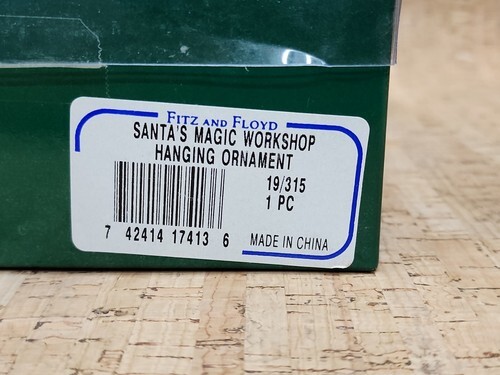 FITZ AND FLOYD
SANTA'S MAGIC WORKSHOP
HANGING ORNAMENT
19/315
1 PC
7 42414 17413 6
MADE IN CHINA